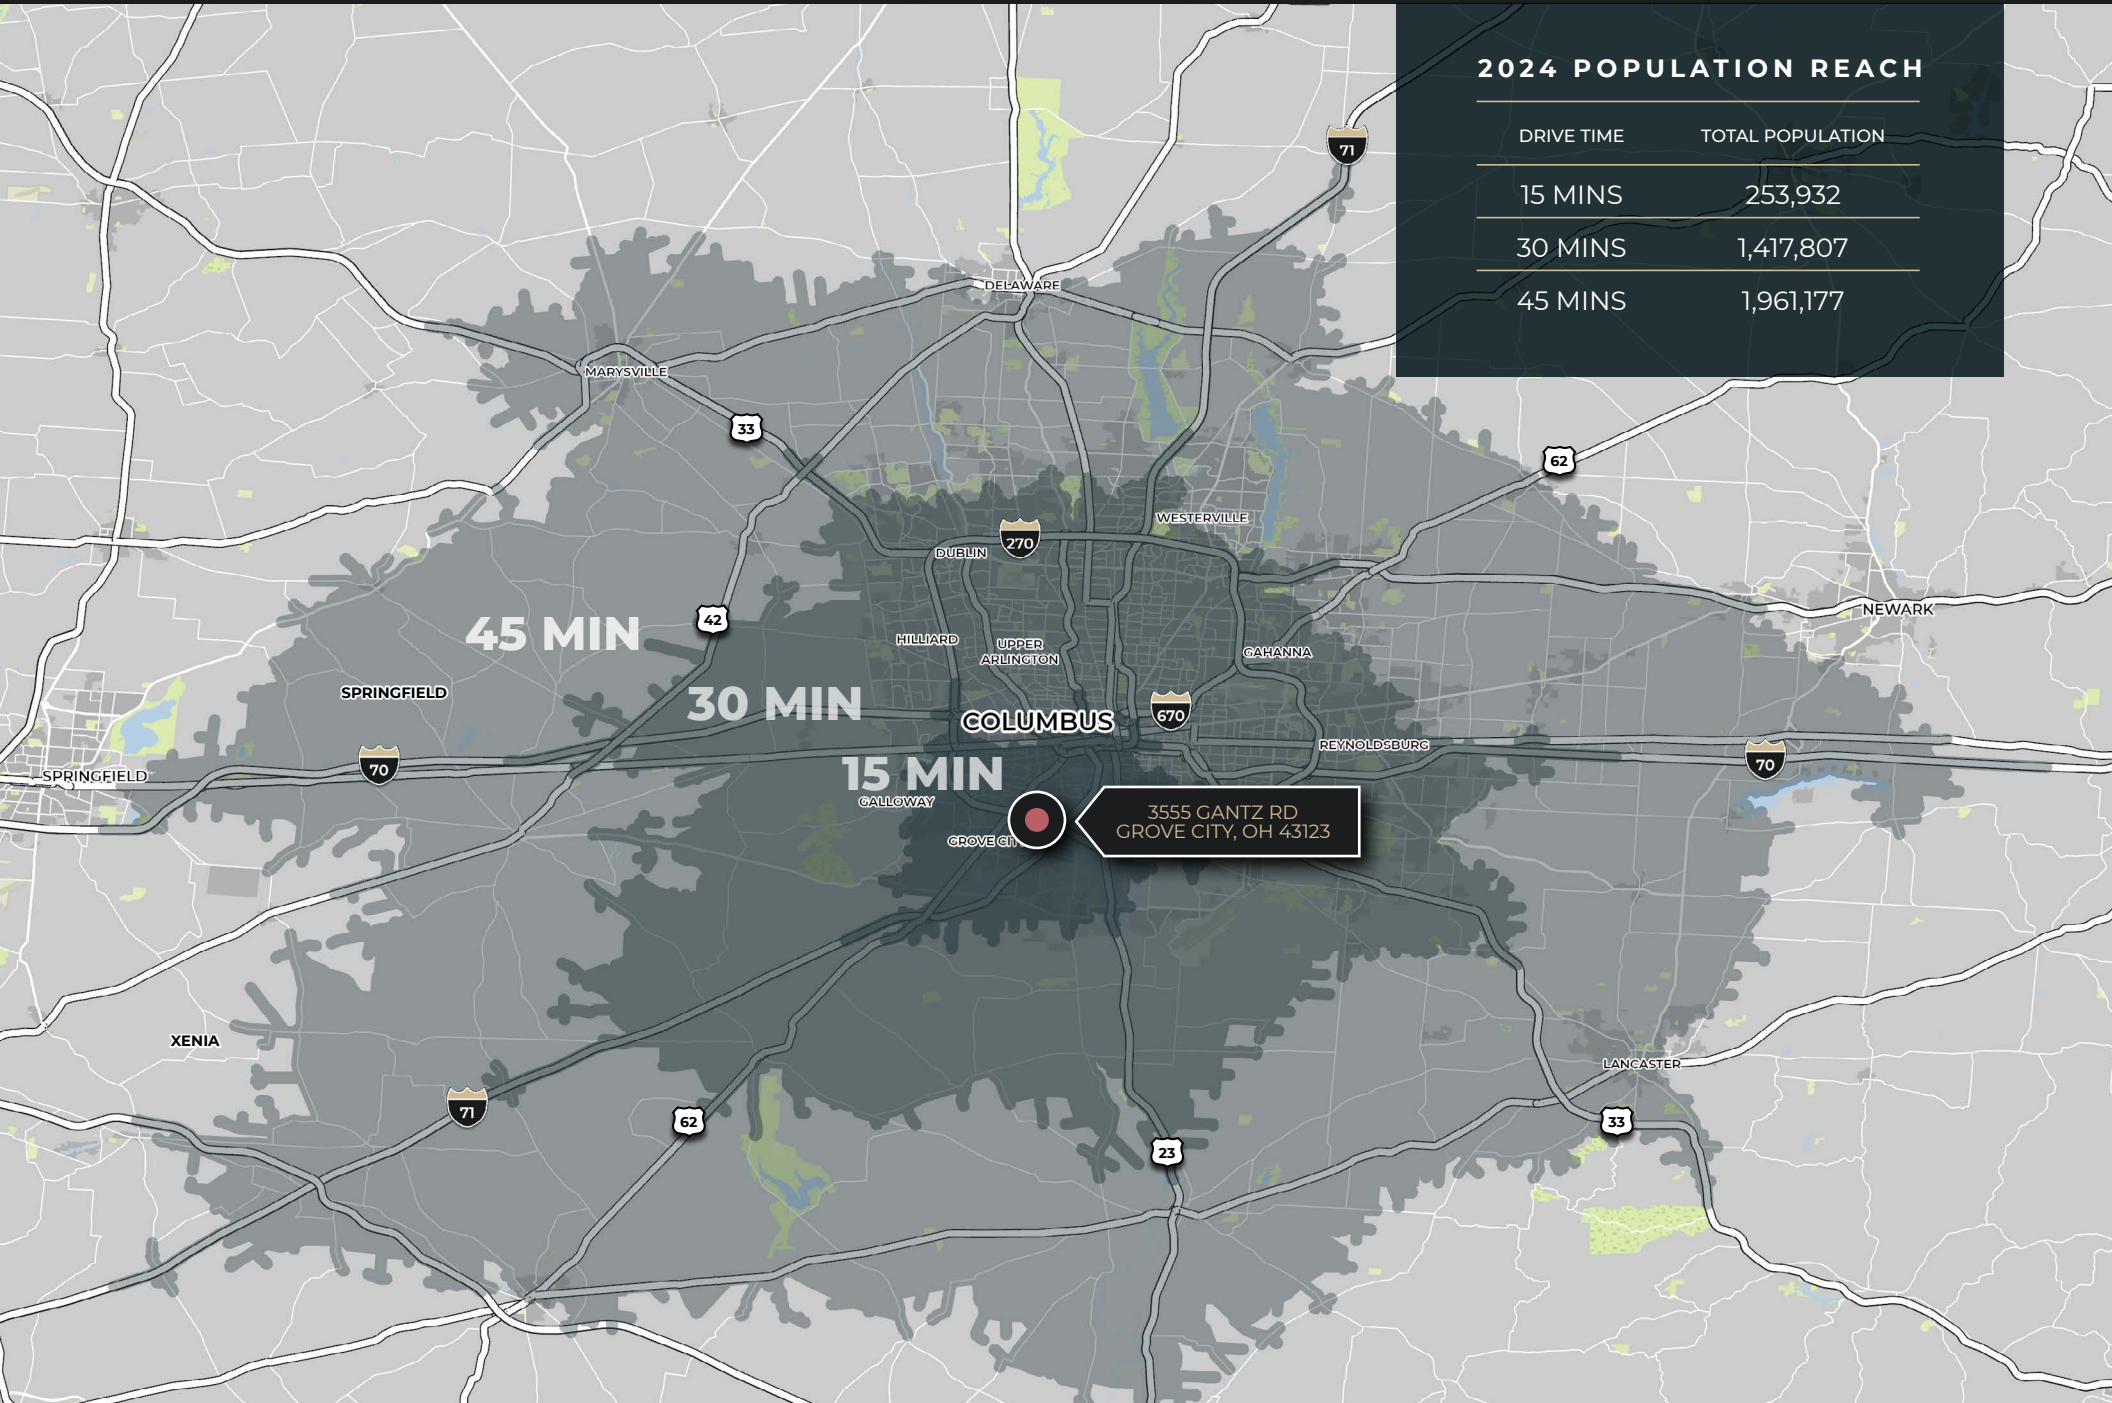 2024 POPULATION REACH
DRIVE TIME TOTAL POPULATION
15 MINS 253,932
30 MINS 1,417,807
45 MINS 1,961,177
71
DELAWARE
MARYSVILLE
33
62
WESTERVILLE
270
DUBLIN
NEWARK
42
45 MIN
HILLIARD
UPPER
ARLINGTON
GAHANNA
SPRINGFIELD
30 MIN
670
COLUMBUS
REYNOLDSBURG
70
70
SPRINGFIELD
15 MIN
GALLOWAY
3555 GANTZ RD
GROVE CITY, OH 43123
GROVE CIT
XENIA
LANCASTER
71
62
33
23